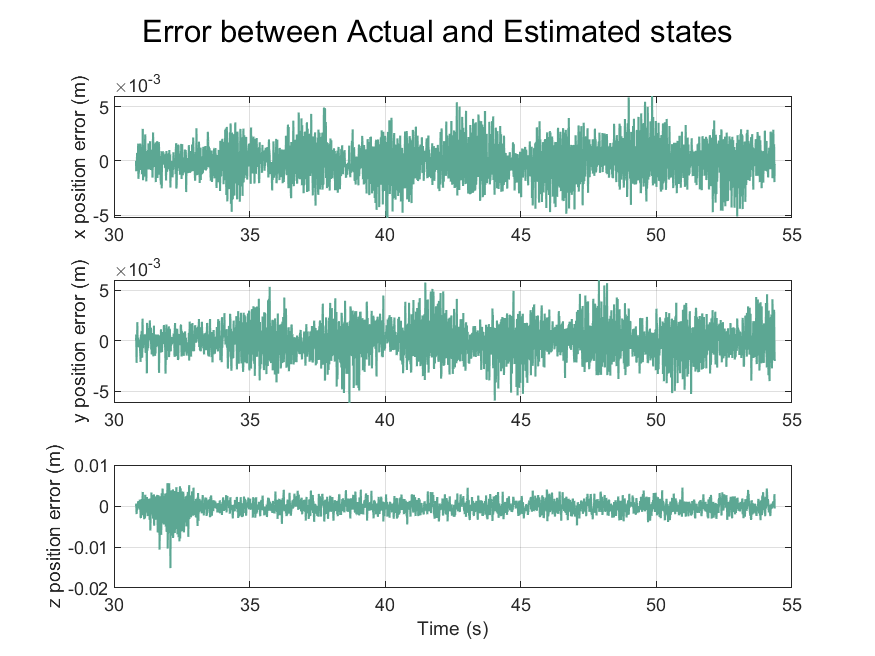 Error between Actual and Estimated states
×10-3
x position error (m)
5
0
-5
30 35 40 45 50 55
×10-3
y position error (m)
5
0
-5
30 35 40 45 50 55
z position error (m)
0.01
0
-0.01
-0.02
30 35 40 45 50 55
Time (s)